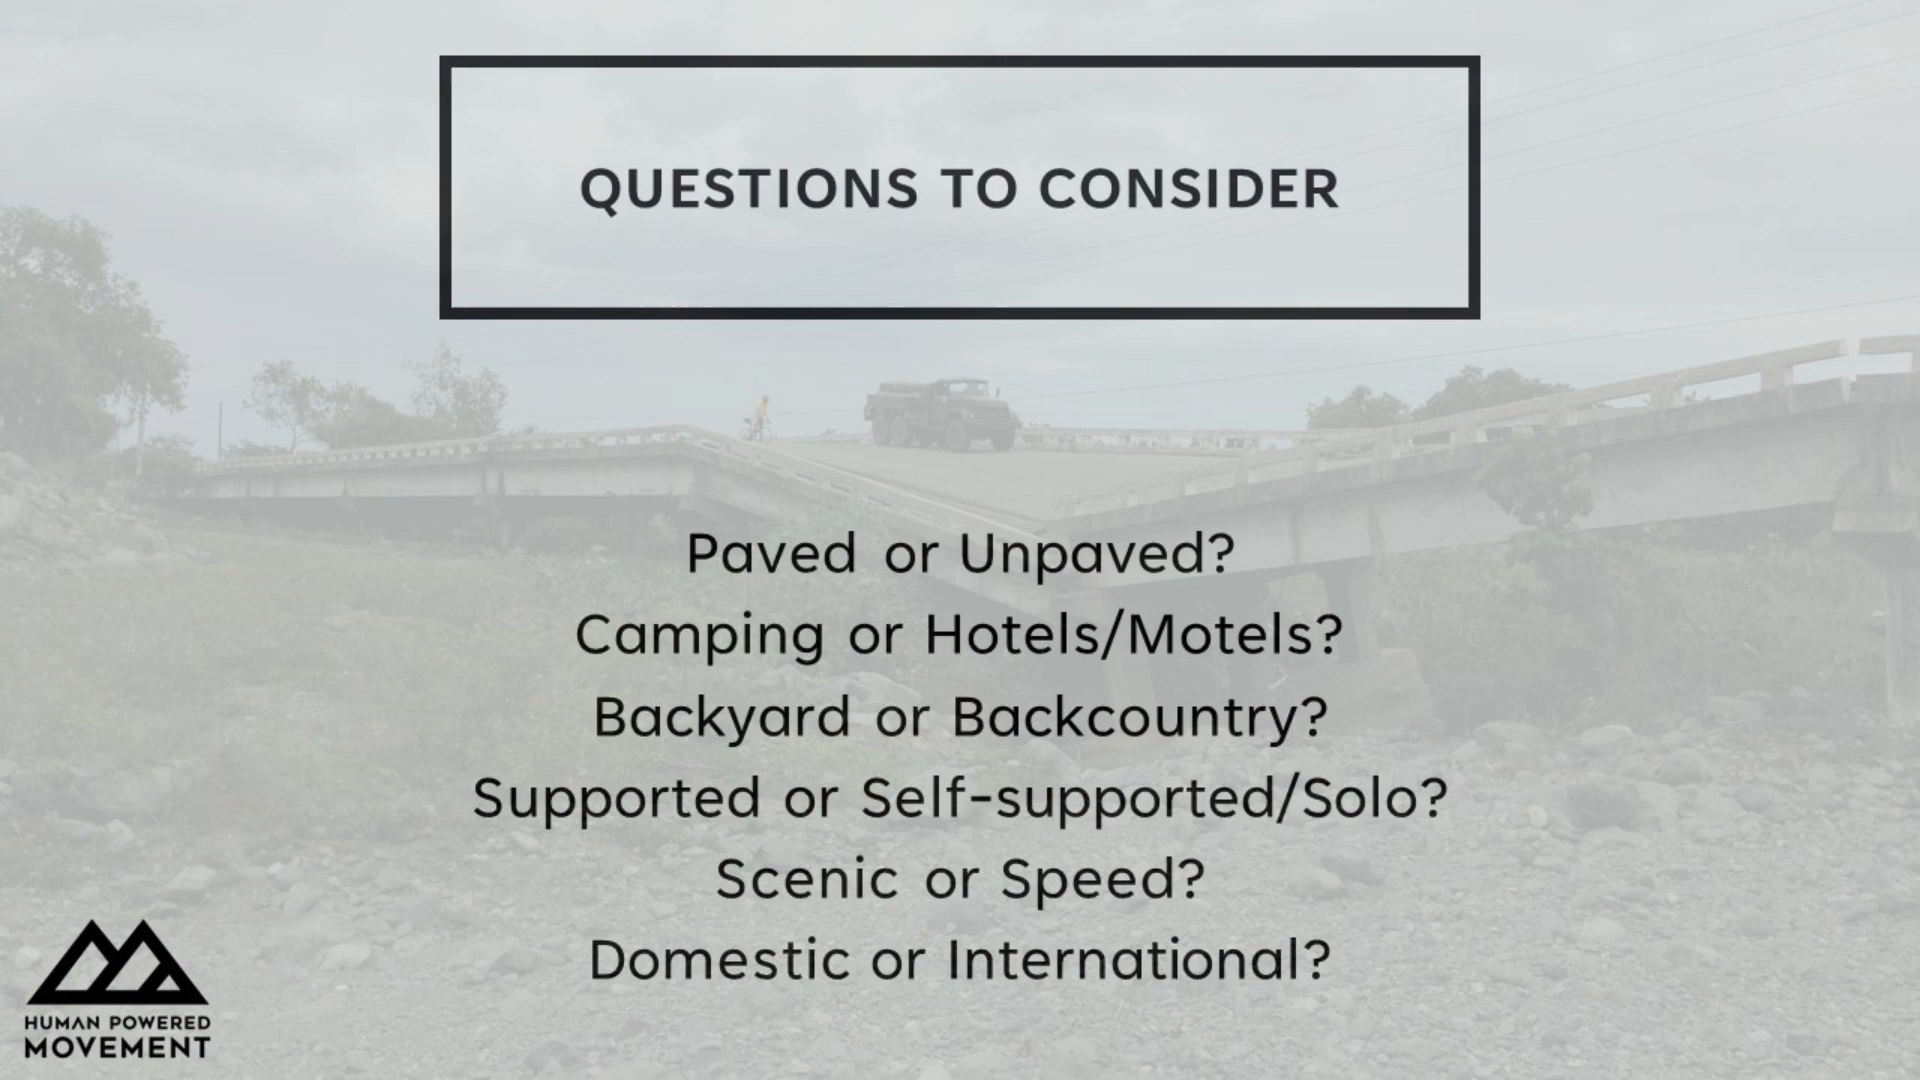 QUESTIONS TO CONSIDER
Paved or Unpaved?
Camping or Hotels/Motels?
Backyard or Backcountry?
Supported or Self-supported/Solo?
Scenic or Speed?
Domestic or International?
HUMAN POWERED
MOVEMENT